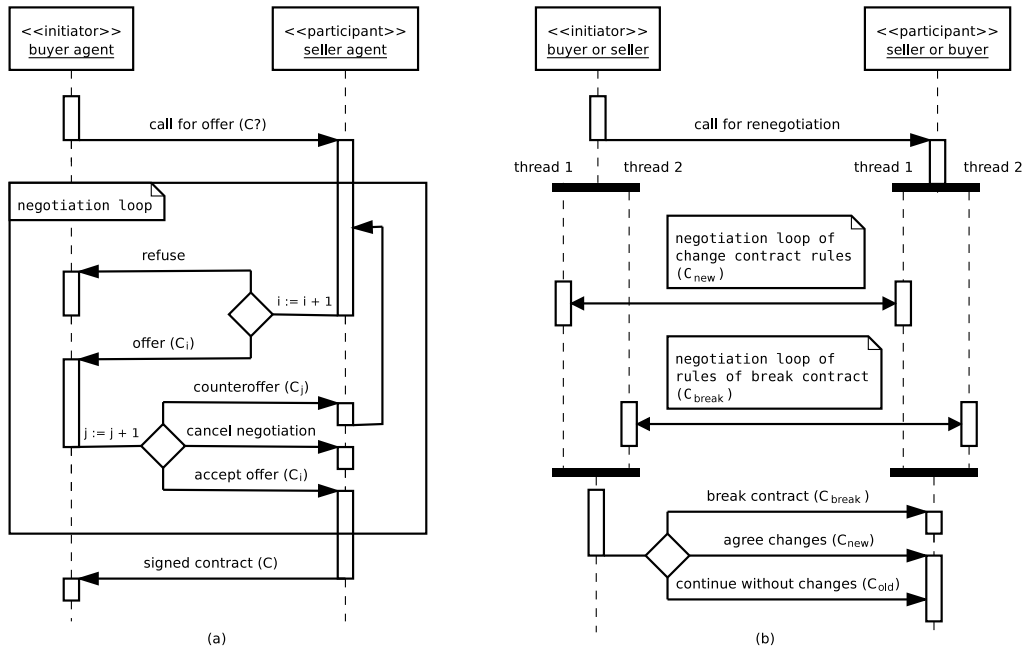 <<initiator>>
buyer agent
<<participant>>
seller agent
call for offer (C?)
negotiation loop
refuse
i := i + 1
offer (Ci)
counteroffer (Cj)
j := j + 1
cancel negotiation
accept offer (Ci)
signed contract (C)
(a)
<<initiator>>
buyer or seller
<<participant>>
seller or buyer
call for renegotiation
thread 1
thread 2
thread 1
thread 2
negotiation loop of
change contract rules
(Cnew)
negotiation loop of
rules of break contract
(Cbreak)
break contract (Cbreak)
agree changes (Cnew)
continue without changes (Cold)
(b)